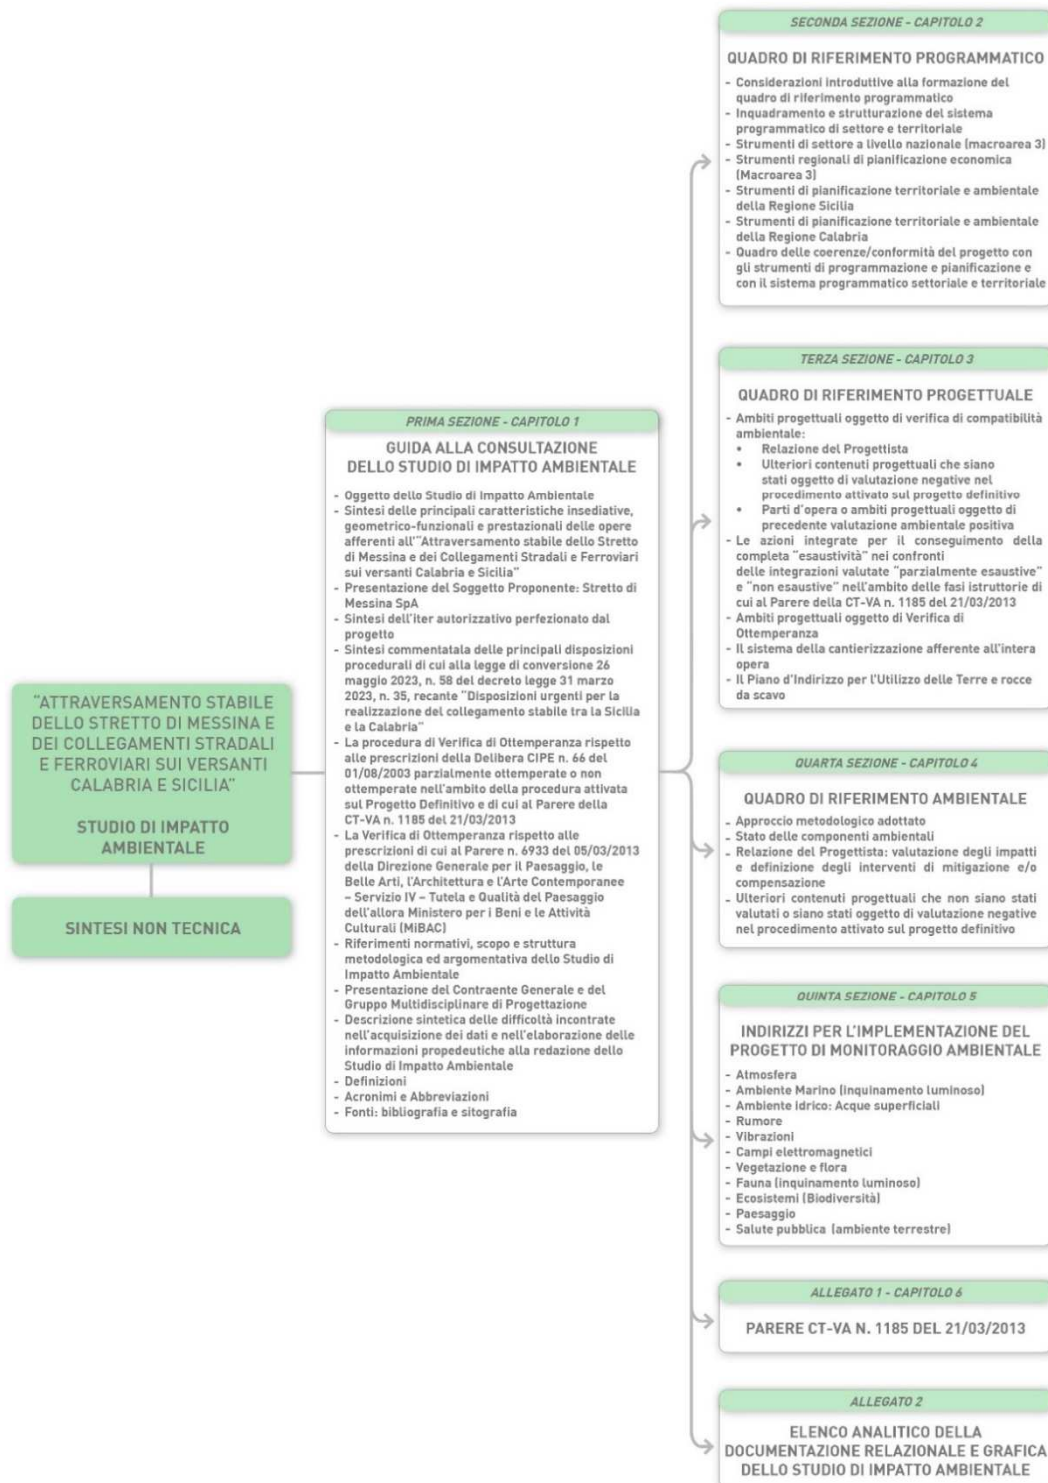 "ATTRAVERSAMENTO STABILE
DELLO STRETTO DI MESSINA E
DEI COLLEGAMENTI STRADALI
E FERROVIARI SUI VERSANTI
CALABRIA E SICILIA"
STUDIO DI IMPATTO
AMBIENTALE
SINTESI NON TECNICA
PRIMA SEZIONE - CAPITOLO 1
GUIDA ALLA CONSULTAZIONE
DELLO STUDIO DI IMPATTO AMBIENTALE
- Oggetto dello Studio di Impatto Ambientale
- Sintesi delle principali caratteristiche insediative,
geometrico-funzionali e prestazionali delle opere
afferenti all'"Attraversamento stabile dello Stretto
di Messina e dei Collegamenti Stradali e Ferroviari
sui versanti Calabria e Sicilia"
- Presentazione del Soggetto Proponente: Stretto di
Messina SpA
- Sintesi dell'iter autorizzativo perfezionato dal
progetto
- Sintesi commentatala delle principali disposizioni
procedurali di cui alla legge di conversione 26
maggio 2023, n. 58 del decreto legge 31 marzo
2023, n. 35, recante "Disposizioni urgenti per la
realizzazione del collegamento stabile tra la Sicilia
e la Calabria"
- La procedura di Verifica di Ottemperanza rispetto
alle prescrizioni della Delibera CIPE n. 66 del
01/08/2003 parzialmente ottemperate o non
ottemperate nell'ambito della procedura attivata
sul Progetto Definitivo e di cui al Parere della
CT-VA n. 1185 del 21/03/2013
- La Verifica di Ottemperanza rispetto alle
prescrizioni di cui al Parere n. 6933 del 05/03/2013
della Direzione Generale per il Paesaggio, le
Belle Arti, l'Architettura e l'Arte Contemporanee
– Servizio IV – Tutela e Qualità del Paesaggio
dell'allora Ministero per i Beni e le Attività
Culturali (MiBAC)
- Riferimenti normativi, scopo e struttura
metodologica ed argomentativa dello Studio di
Impatto Ambientale
- Presentazione del Contraente Generale e del
Gruppo Multidisciplinare di Progettazione
- Descrizione sintetica delle difficoltà incontrate
nell'acquisizione dei dati e nell'elaborazione delle
informazioni propedeutiche alla redazione dello
Studio di Impatto Ambientale
- Definizioni
- Acronimi e Abbreviazioni
- Fonti: bibliografia e sitografia
SECONDA SEZIONE - CAPITOLO 2
QUADRO DI RIFERIMENTO PROGRAMMATICO
- Considerazioni introduttive alla formazione del
quadro di riferimento programmatico
- Inquadramento e strutturazione del sistema
programmatico di settore e territoriale
- Strumenti di settore a livello nazionale (macroarea 3)
- Strumenti regionali di pianificazione economica
(Macroarea 3)
- Strumenti di pianificazione territoriale e ambientale
della Regione Sicilia
- Strumenti di pianificazione territoriale e ambientale
della Regione Calabria
- Quadro delle coerenze/conformità del progetto con
gli strumenti di programmazione e pianificazione e
con il sistema programmatico settoriale e territoriale
TERZA SEZIONE - CAPITOLO 3
QUADRO DI RIFERIMENTO PROGETTUALE
- Ambiti progettuali oggetto di verifica di compatibilità
ambientale:
• Relazione del Progettista
• Ulteriori contenuti progettuali che siano
stati oggetto di valutazione negative nel
procedimento attivato sul progetto definitivo
• Parti d'opera o ambiti progettuali oggetto di
precedente valutazione ambientale positiva
- Le azioni integrate per il conseguimento della
completa "esaustività" nei confronti
delle integrazioni valutate "parzialmente esaustive"
e "non esaustive" nell'ambito delle fasi istruttorie di
cui al Parere della CT-VA n. 1185 del 21/03/2013
- Ambiti progettuali oggetto di Verifica di
Ottemperanza
- Il sistema della cantierizzazione afferente all'intera
opera
- Il Piano d'Indirizzo per l'Utilizzo delle Terre e rocce
da scavo
QUARTA SEZIONE - CAPITOLO 4
QUADRO DI RIFERIMENTO AMBIENTALE
- Approccio metodologico adottato
- Stato delle componenti ambientali
- Relazione del Progettista: valutazione degli impatti
e definizione degli interventi di mitigazione e/o
compensazione
- Ulteriori contenuti progettuali che non siano stati
valutati o siano stati oggetto di valutazione negative
nel procedimento attivato sul progetto definitivo
QUINTA SEZIONE - CAPITOLO 5
INDIRIZZI PER L'IMPLEMENTAZIONE DEL
PROGETTO DI MONITORAGGIO AMBIENTALE
- Atmosfera
- Ambiente Marino (inquinamento luminoso)
- Ambiente idrico: Acque superficiali
- Rumore
- Vibrazioni
- Campi elettromagnetici
- Vegetazione e flora
- Fauna (inquinamento luminoso)
- Ecosistemi (Biodiversità)
- Paesaggio
- Salute pubblica (ambiente terrestre)
ALLEGATO 1 - CAPITOLO 6
PARERE CT-VA N. 1185 DEL 21/03/2013
ALLEGATO 2
ELENCO ANALITICO DELLA
DOCUMENTAZIONE RELAZIONALE E GRAFICA
DELLO STUDIO DI IMPATTO AMBIENTALE